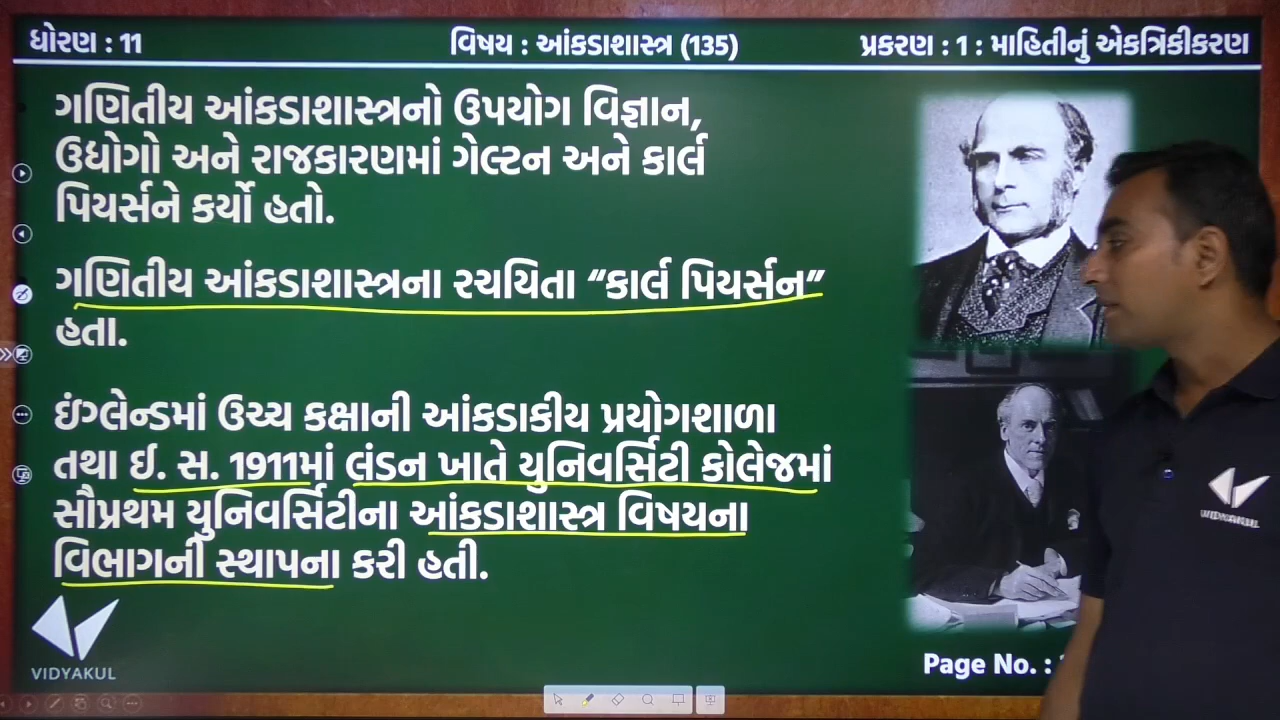 ધોરણ : 11
વિષય : આંકડાશાસ્ત્ર (135)
પ્રકરણ : 1 : માહિતીનું એકત્રિકીકરણ
ગણિતીય આંકડાશાસ્ત્રનો ઉપયોગ વિજ્ઞાન,
ઉદ્યોગો અને રાજકારણમાં ગેલ્ટન અને કાર્લ
પિયર્સને કર્યો હતો.
ગણિતીય આંકડાશાસ્ત્રના રચયિતા “કાર્લ પિયર્સન”
હતા.
ઇંગ્લેન્ડમાં ઉચ્ચ કક્ષાની આંકડાકીય પ્રયોગશાળા
તથા ઈ. સ. 1911માં લંડન ખાતે યુનિવર્સિટી કોલેજમાં
સૌપ્રથમ યુનિવર્સિટીના આંકડાશાસ્ત્ર વિષયના
વિભાગની સ્થાપના કરી હતી.
VIDYAKUL
Page No. :
VIDYAKUL